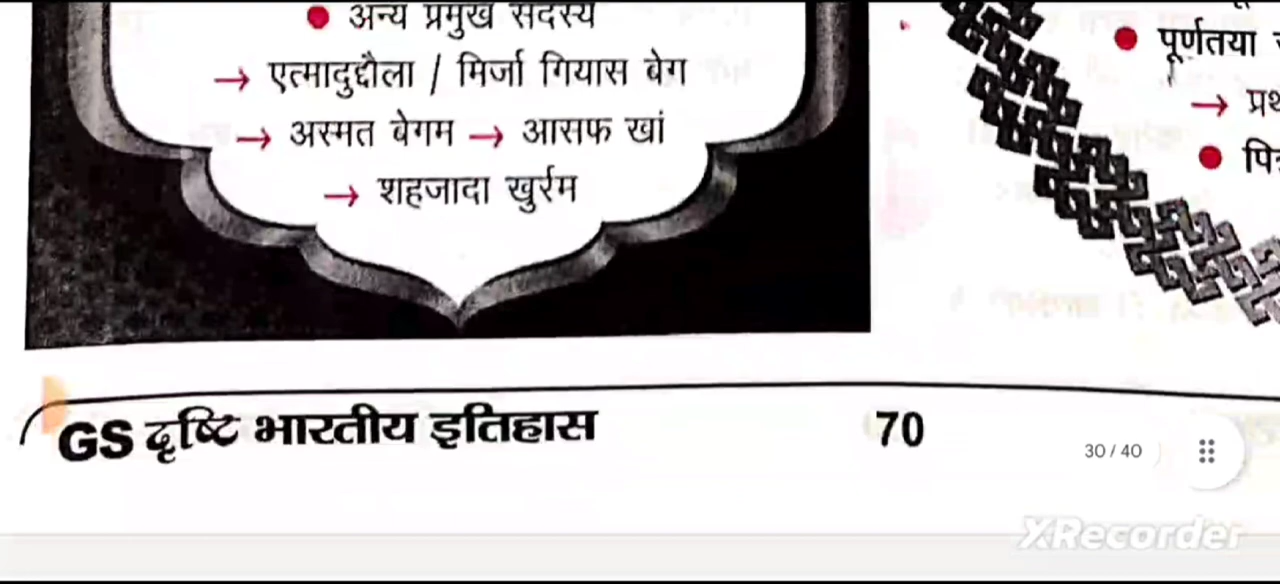 • अन्य प्रमुख सदस्य
→ एत्मादुद्दौला / मिर्जा गियास बेग
→ अस्मत बेगम → आसफ खां
→ शहजादा खुर्रम
• पूर्णतया
→
•
GS दृष्टि भारतीय इतिहास
70
30 / 40
XRecorder